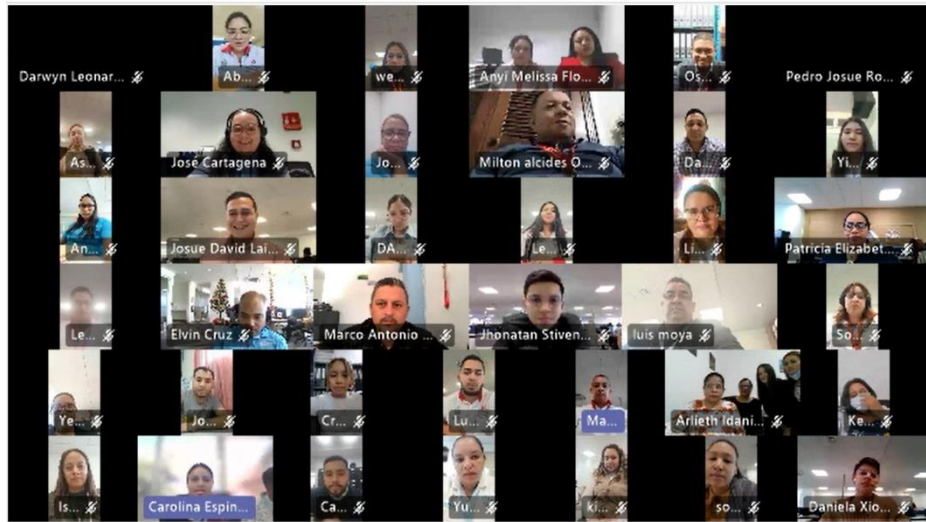 Darwyn Leonar...
Ab...
we...
Anyi Melissa Flo...
Os...
Pedro Josue Ro...
As...
José Cartagena
Jo...
Milton alcides O...
Da...
Yi...
An...
Josue David Lai...
DA...
Le...
Li...
Patricia Elizabet...
Le...
Elvin Cruz
Marco Antonio ...
Jhonatan Stiven...
luis moya
So...
Ye...
Jo...
Cr...
Lu...
Ma...
Arlieth Idani...
Ke...
Is...
Carolina Espin...
Ca...
Yu...
ki...
so...
Daniela Xio...